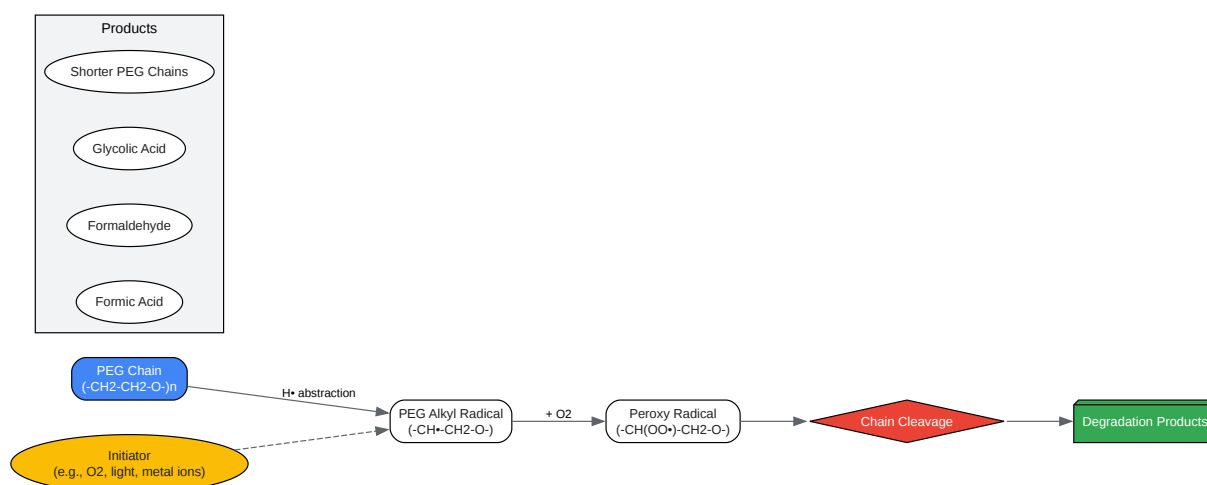 Products
Shorter PEG Chains
Glycolic Acid
Formaldehyde
Formic Acid
PEG Chain
(-CH2-CH2-O-)n
H• abstraction
PEG Alkyl Radical
(-CH•-CH2-O-)
+ O2
Peroxy Radical
(-CH(OO•)-CH2-O-)
Chain Cleavage
Degradation Products
Initiator
(e.g., O2, light, metal ions)